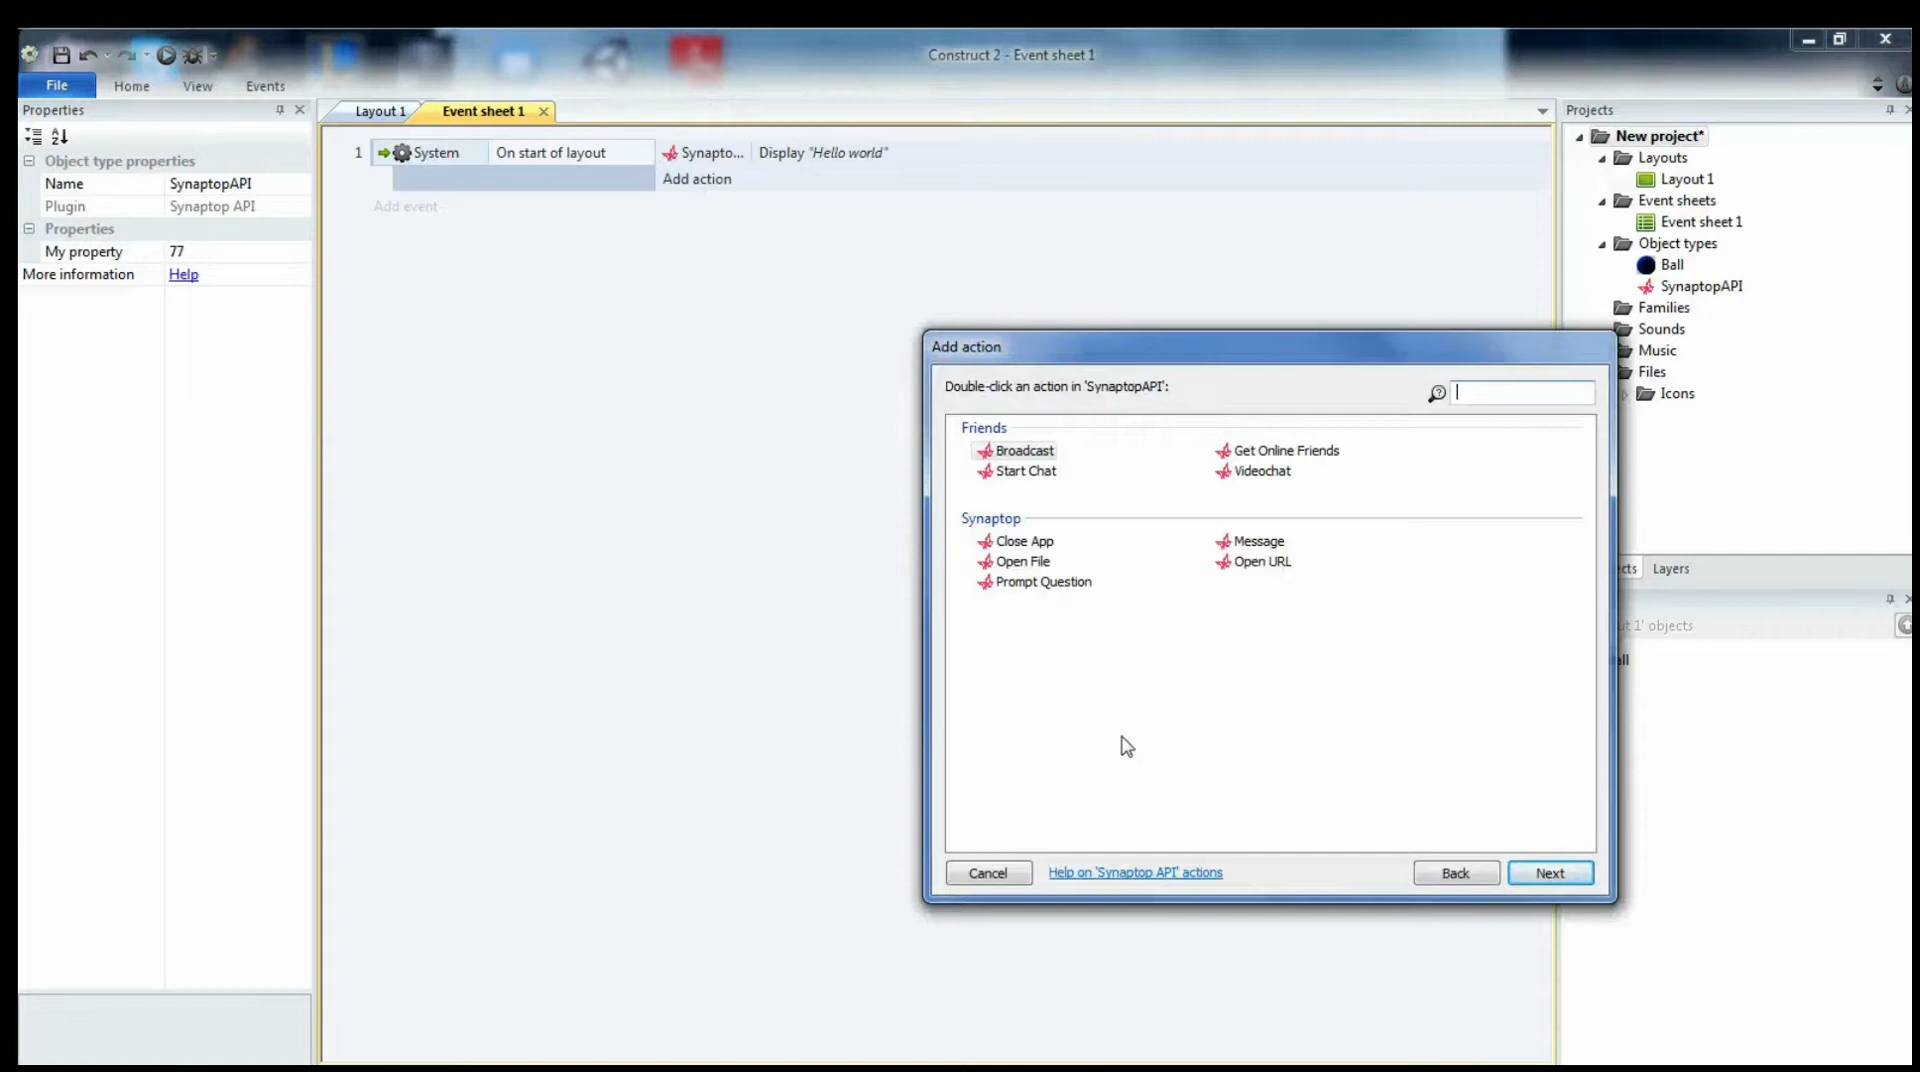 Construct 2 - Event sheet 1
File Home View Events
Properties
Object type properties
Name SynaptopAPI
Plugin Synaptop API
Properties
My property 77
More information Help
Layout 1 Event sheet 1
1 System On start of layout Synapto... Display "Hello world"
Add action
Add event
Projects
New project*
Layouts
Layout 1
Event sheets
Event sheet 1
Object types
Ball
SynaptopAPI
Families
Sounds
Music
Files
Icons
Add action
Double-click an action in 'SynaptopAPI':
Friends
Broadcast Get Online Friends
Start Chat Videochat
Synaptop
Close App Message
Open File Open URL
Prompt Question
Cancel Help on 'Synaptop API' actions Back Next
Layers
1' objects